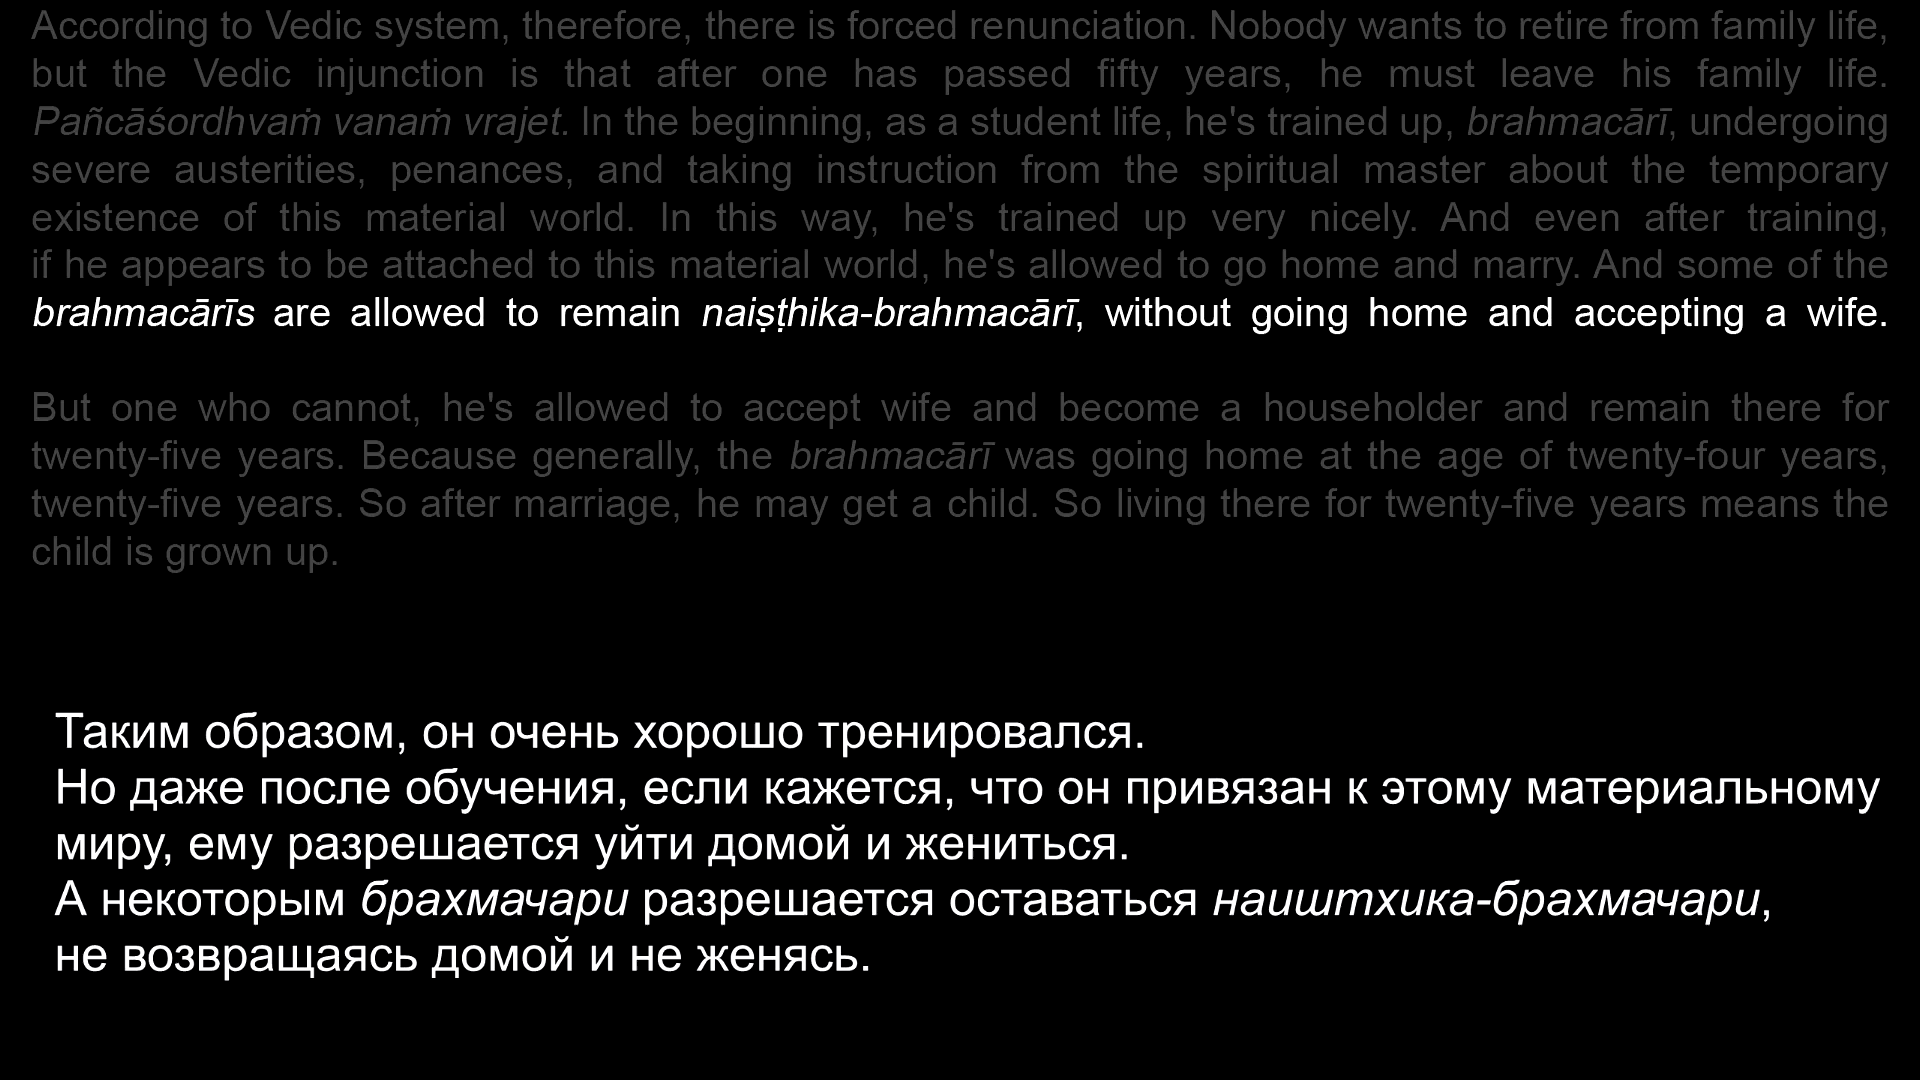 According to Vedic system, therefore, there is forced renunciation. Nobody wants to retire from family life,
but the Vedic injunction is that after one has passed fifty years, he must leave his family life.
Pañcāśordhvaṁ vanaṁ vrajet. In the beginning, as a student life, he's trained up, brahmacārī, undergoing
severe austerities, penances, and taking instruction from the spiritual master about the temporary
existence of this material world. In this way, he's trained up very nicely. And even after training,
if he appears to be attached to this material world, he's allowed to go home and marry. And some of the
brahmacārīs are allowed to remain naiṣṭhika-brahmacārī, without going home and accepting a wife.
But one who cannot, he's allowed to accept wife and become a householder and remain there for
twenty-five years. Because generally, the brahmacārī was going home at the age of twenty-four years,
twenty-five years. So after marriage, he may get a child. So living there for twenty-five years means the
child is grown up.
Таким образом, он очень хорошо тренировался.
Но даже после обучения, если кажется, что он привязан к этому материальному
миру, ему разрешается уйти домой и жениться.
А некоторым брахмачари разрешается оставаться наиштхика-брахмачари,
не возвращаясь домой и не женясь.